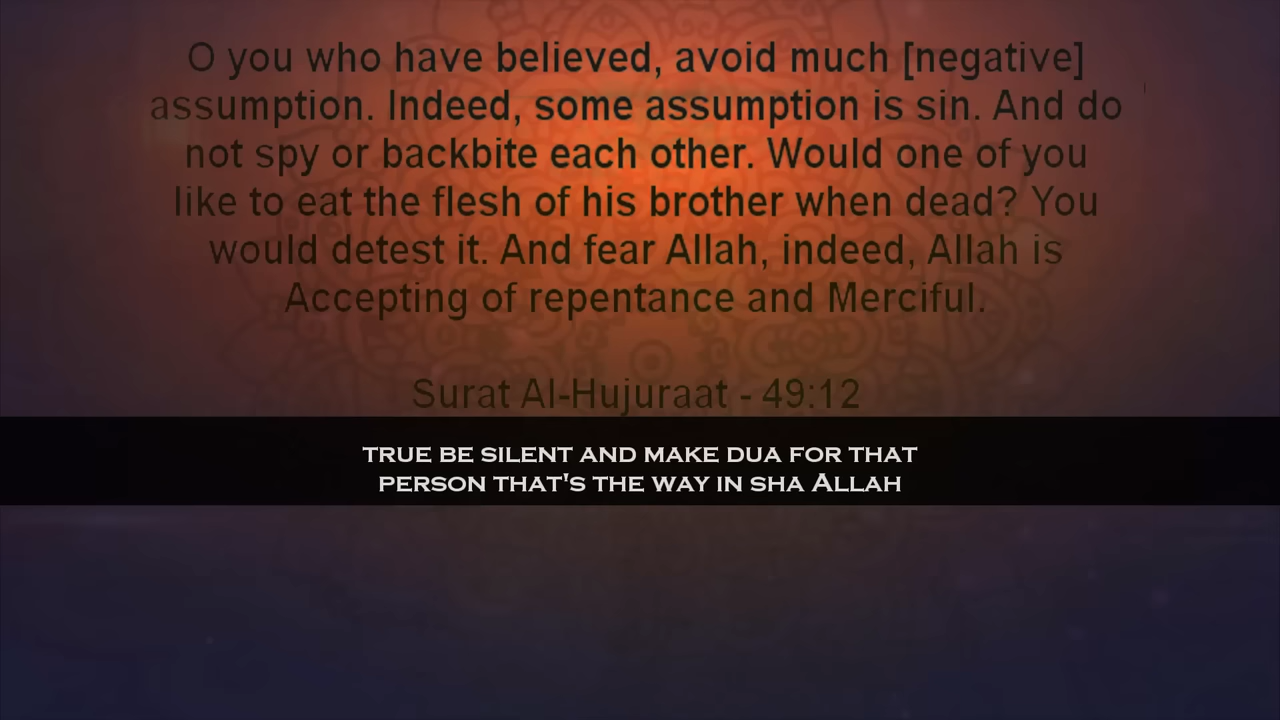 O you who have believed, avoid much [negative]
assumption. Indeed, some assumption is sin. And do
not spy or backbite each other. Would one of you
like to eat the flesh of his brother when dead? You
would detest it. And fear Allah, indeed, Allah is
Accepting of repentance and Merciful.
Surat Al-Hujuraat - 49:12
TRUE BE SILENT AND MAKE DUA FOR THAT
PERSON THAT'S THE WAY IN SHA ALLAH